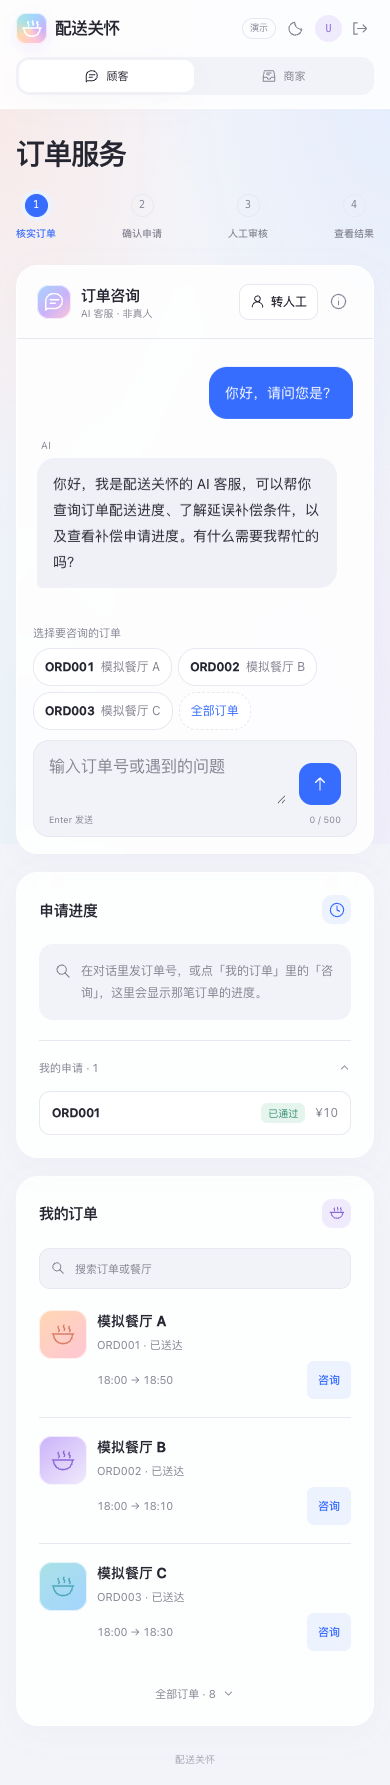 配送关怀
演示
U
顾客
商家
订单服务
1
2
3
4
核实订单
确认申请
人工审核
查看结果
订单咨询
AI 客服 · 非真人
转人工
你好，请问您是？
AI
你好，我是配送关怀的 AI 客服，可以帮你
查询订单配送进度、了解延误补偿条件，以
及查看补偿申请进度。有什么需要我帮忙的
吗？
选择要咨询的订单
ORD001 模拟餐厅 A
ORD002 模拟餐厅 B
ORD003 模拟餐厅 C
全部订单
输入订单号或遇到的问题
Enter 发送
0 / 500
申请进度
在对话里发订单号，或点「我的订单」里的「咨
询」，这里会显示那笔订单的进度。
我的申请 · 1
ORD001
已通过
¥10
我的订单
搜索订单或餐厅
模拟餐厅 A
ORD001 · 已送达
18:00 → 18:50
咨询
模拟餐厅 B
ORD002 · 已送达
18:00 → 18:10
咨询
模拟餐厅 C
ORD003 · 已送达
18:00 → 18:30
咨询
全部订单 · 8
配送关怀